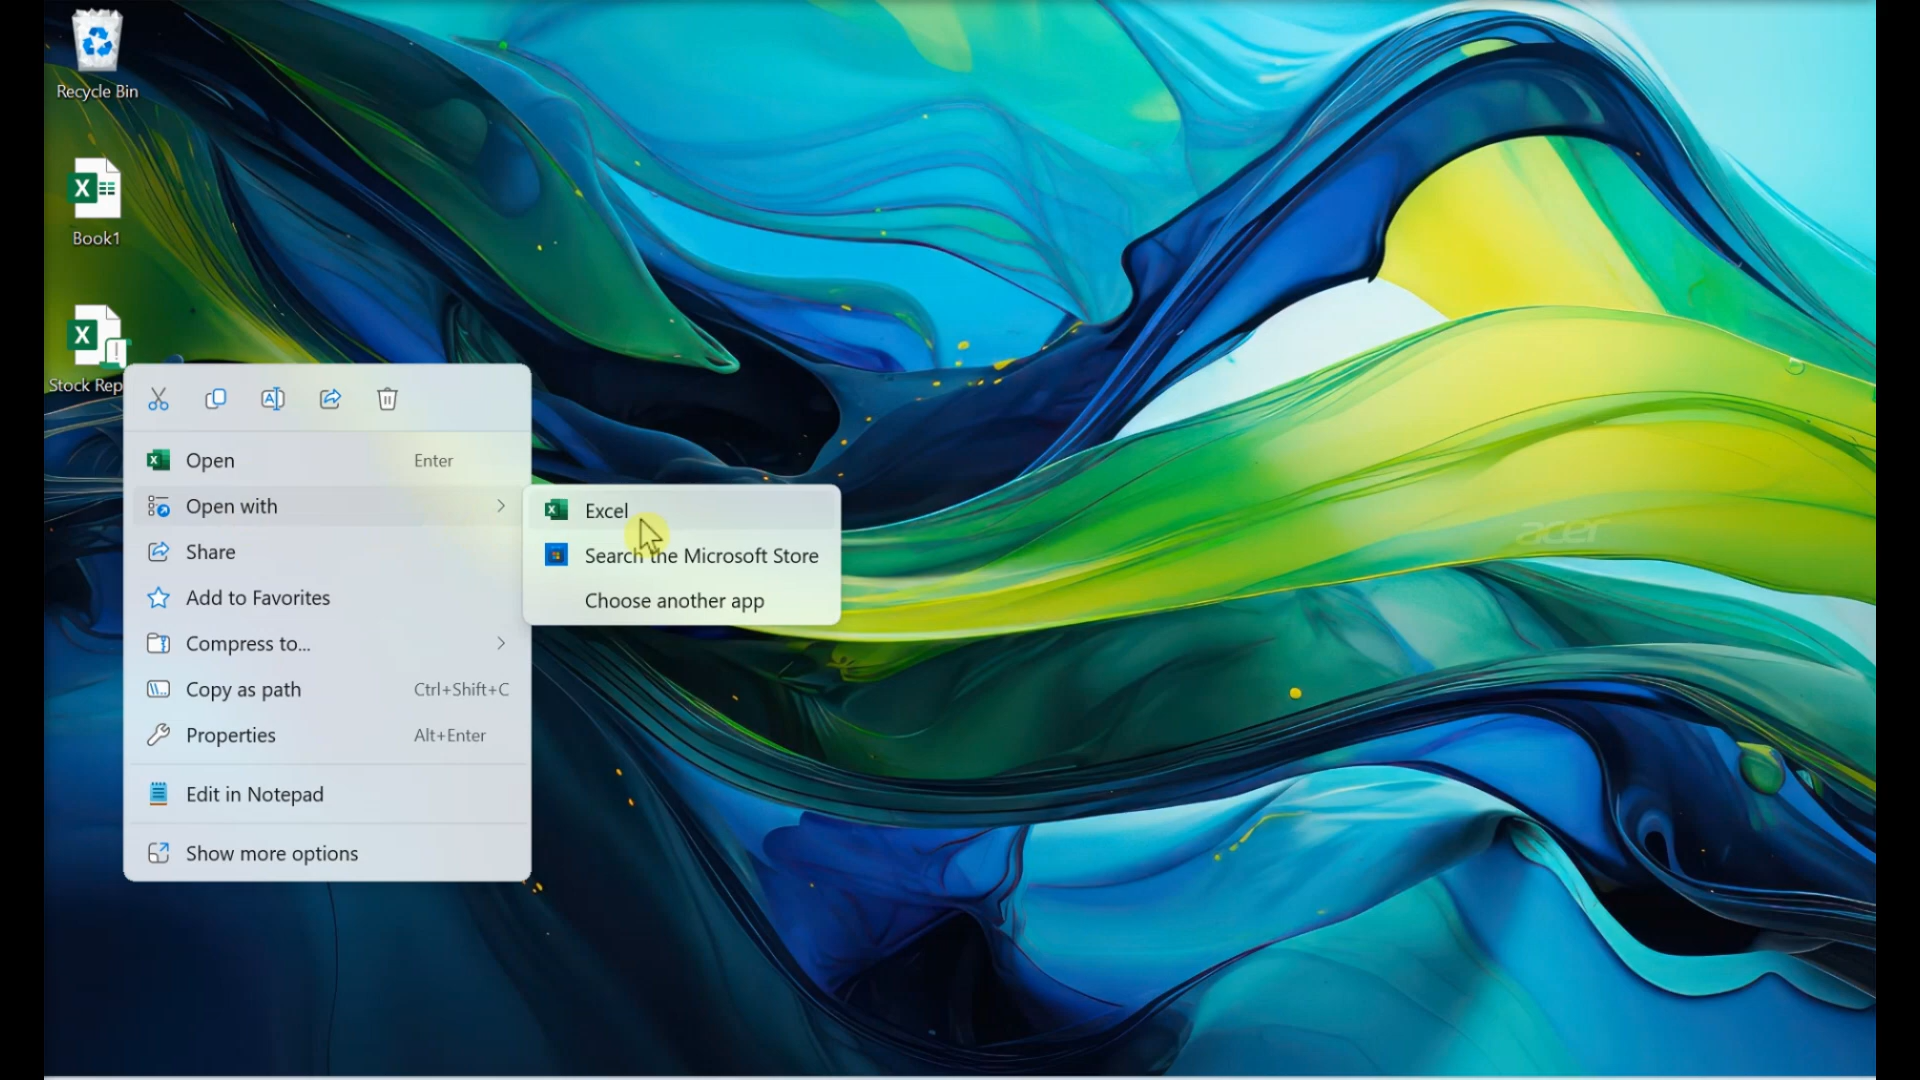 Recycle Bin
Book1
Stock Rep
Open Enter
Open with
Share
Add to Favorites
Compress to...
Copy as path Ctrl+Shift+C
Properties Alt+Enter
Edit in Notepad
Show more options
Excel
Search the Microsoft Store
Choose another app
acer